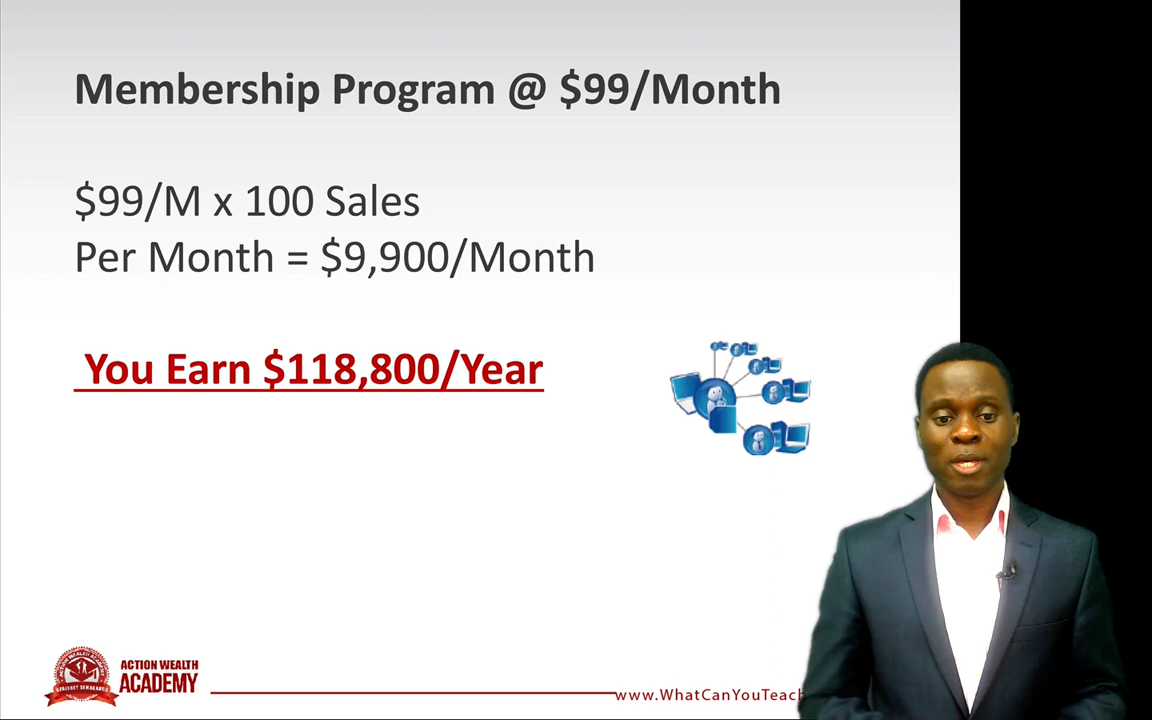 Membership Program @ $99/Month
$99/M x 100 Sales
Per Month = $9,900/Month
You Earn $118,800/Year
ACTION WEALTH
ACADEMY
www.WhatCanYouTeach